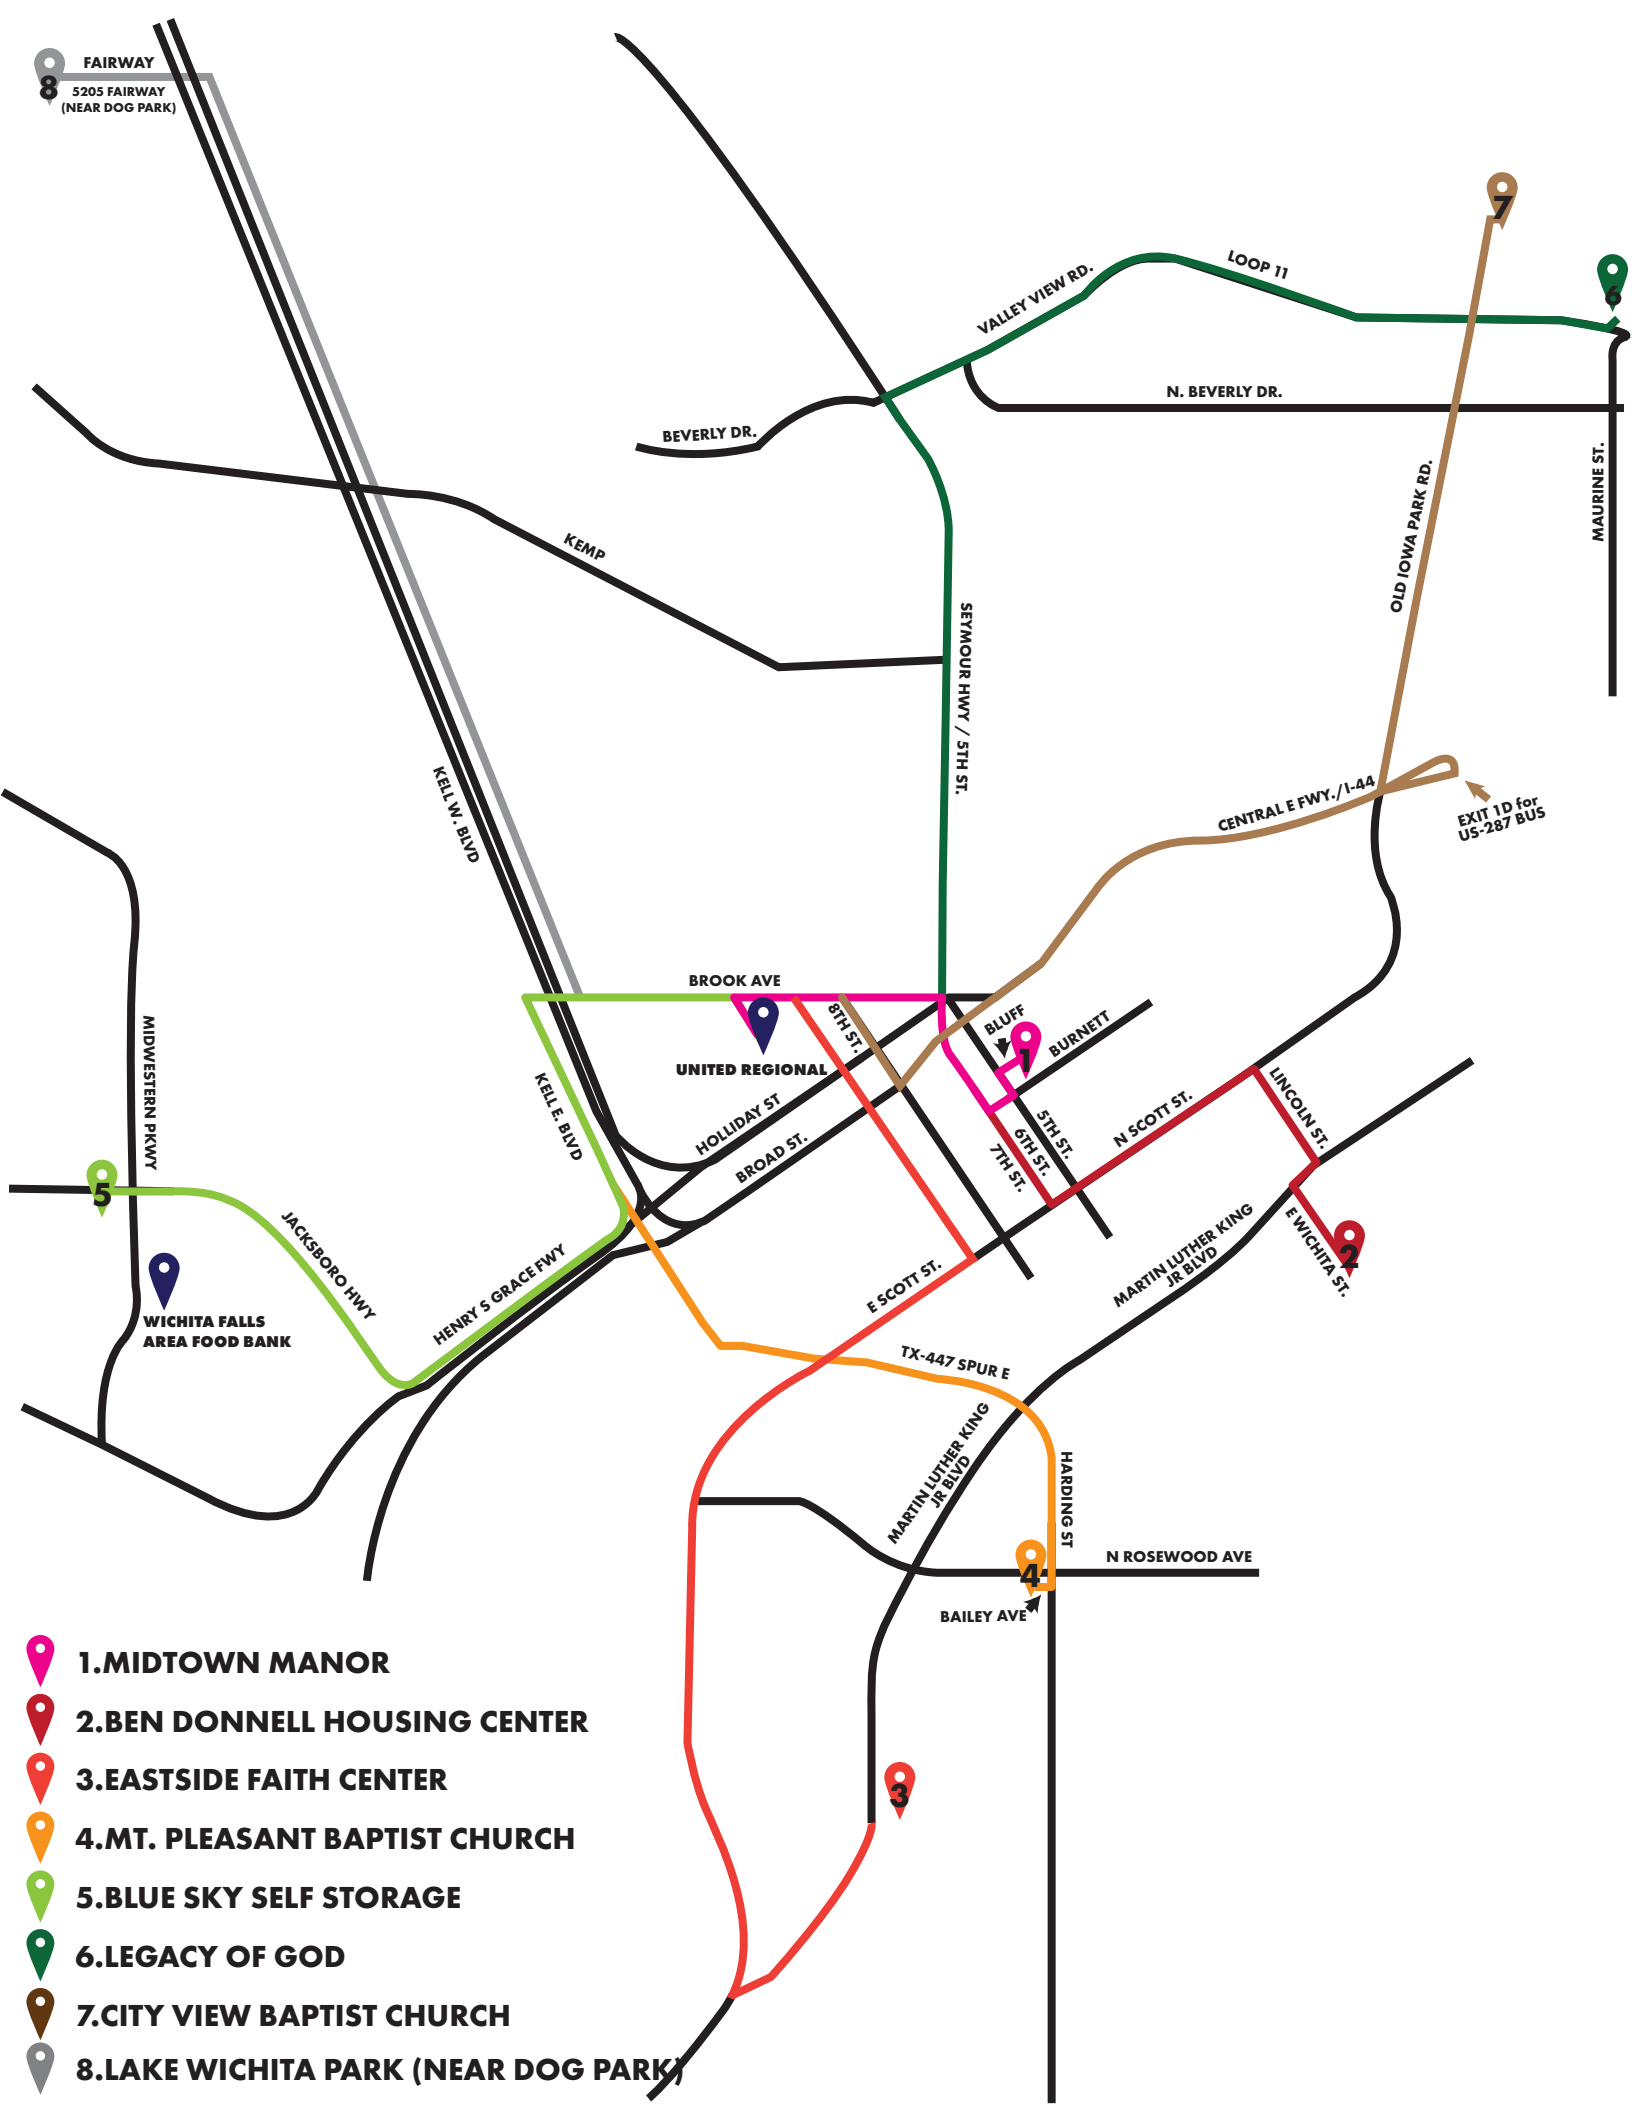 FAIRWAY
8
5205 FAIRWAY
(NEAR DOG PARK)
7
LOOP 11
VALLEY VIEW RD.
6
N. BEVERLY DR.
BEVERLY DR.
MAURINE ST.
OLD IOWA PARK RD.
KEMP
SEYMOUR HWY / 5TH ST.
KELL W. BLVD
CENTRAL E FWY./I-44
EXIT 1D for
US-287 BUS
BROOK AVE
8TH ST.
BLUFF
BURNETT
1
UNITED REGIONAL
MIDWESTERN PKWY
KELL E. BLVD
HOLLIDAY ST
BROAD ST.
5TH ST.
6TH ST.
7TH ST.
N SCOTT ST.
LINCOLN ST.
5
JACKSBORO HWY
HENRY S GRACE FWY
E SCOTT ST.
MARTIN LUTHER KING
JR BLVD
E WICHITA ST.
2
WICHITA FALLS
AREA FOOD BANK
TX-447 SPUR E
MARTIN LUTHER KING
JR BLVD
HARDING ST
4
N ROSEWOOD AVE
BAILEY AVE
3
1.MIDTOWN MANOR
2.BEN DONNELL HOUSING CENTER
3.EASTSIDE FAITH CENTER
4.MT. PLEASANT BAPTIST CHURCH
5.BLUE SKY SELF STORAGE
6.LEGACY OF GOD
7.CITY VIEW BAPTIST CHURCH
8.LAKE WICHITA PARK (NEAR DOG PARK)